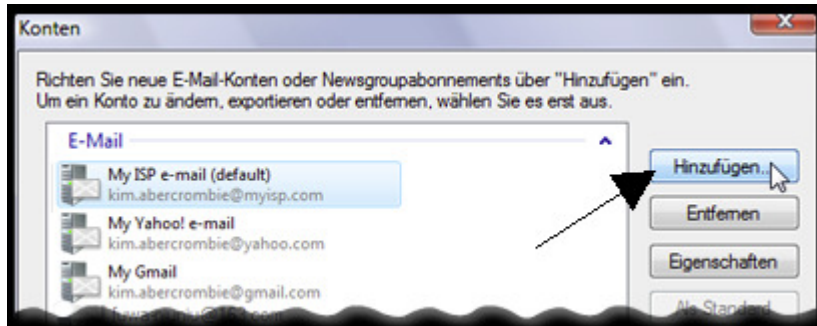 Konten
Richten Sie neue E-Mail-Konten oder Newsgroupabonnements über "Hinzufügen" ein.
Um ein Konto zu ändern, exportieren oder entfernen, wählen Sie es erst aus.
E-Mail
My ISP e-mail (default)
kim.abercrombie@myisp.com
My Yahoo! e-mail
kim.abercrombie@yahoo.com
My Gmail
kim.abercrombie@gmail.com
Hinzufügen...
Entfernen
Eigenschaften
Als Standard